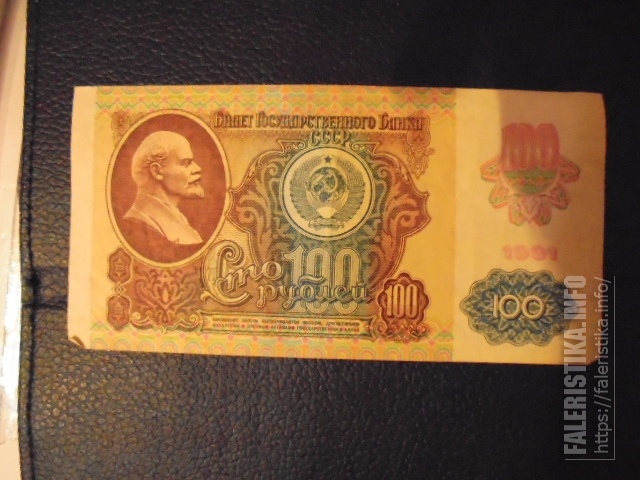 Билет Государственного Банка
СССР
100
1991
Сто 100
рублей
100
100
FALERISTIKA.INFO
https://faleristika.info/